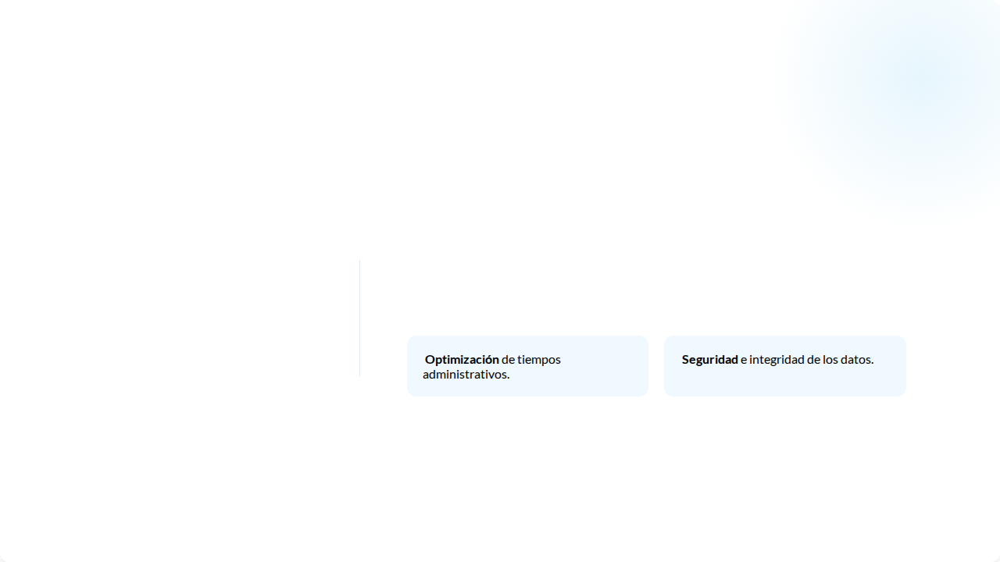 Optimización de tiempos
administrativos.
Seguridad e integridad de los datos.